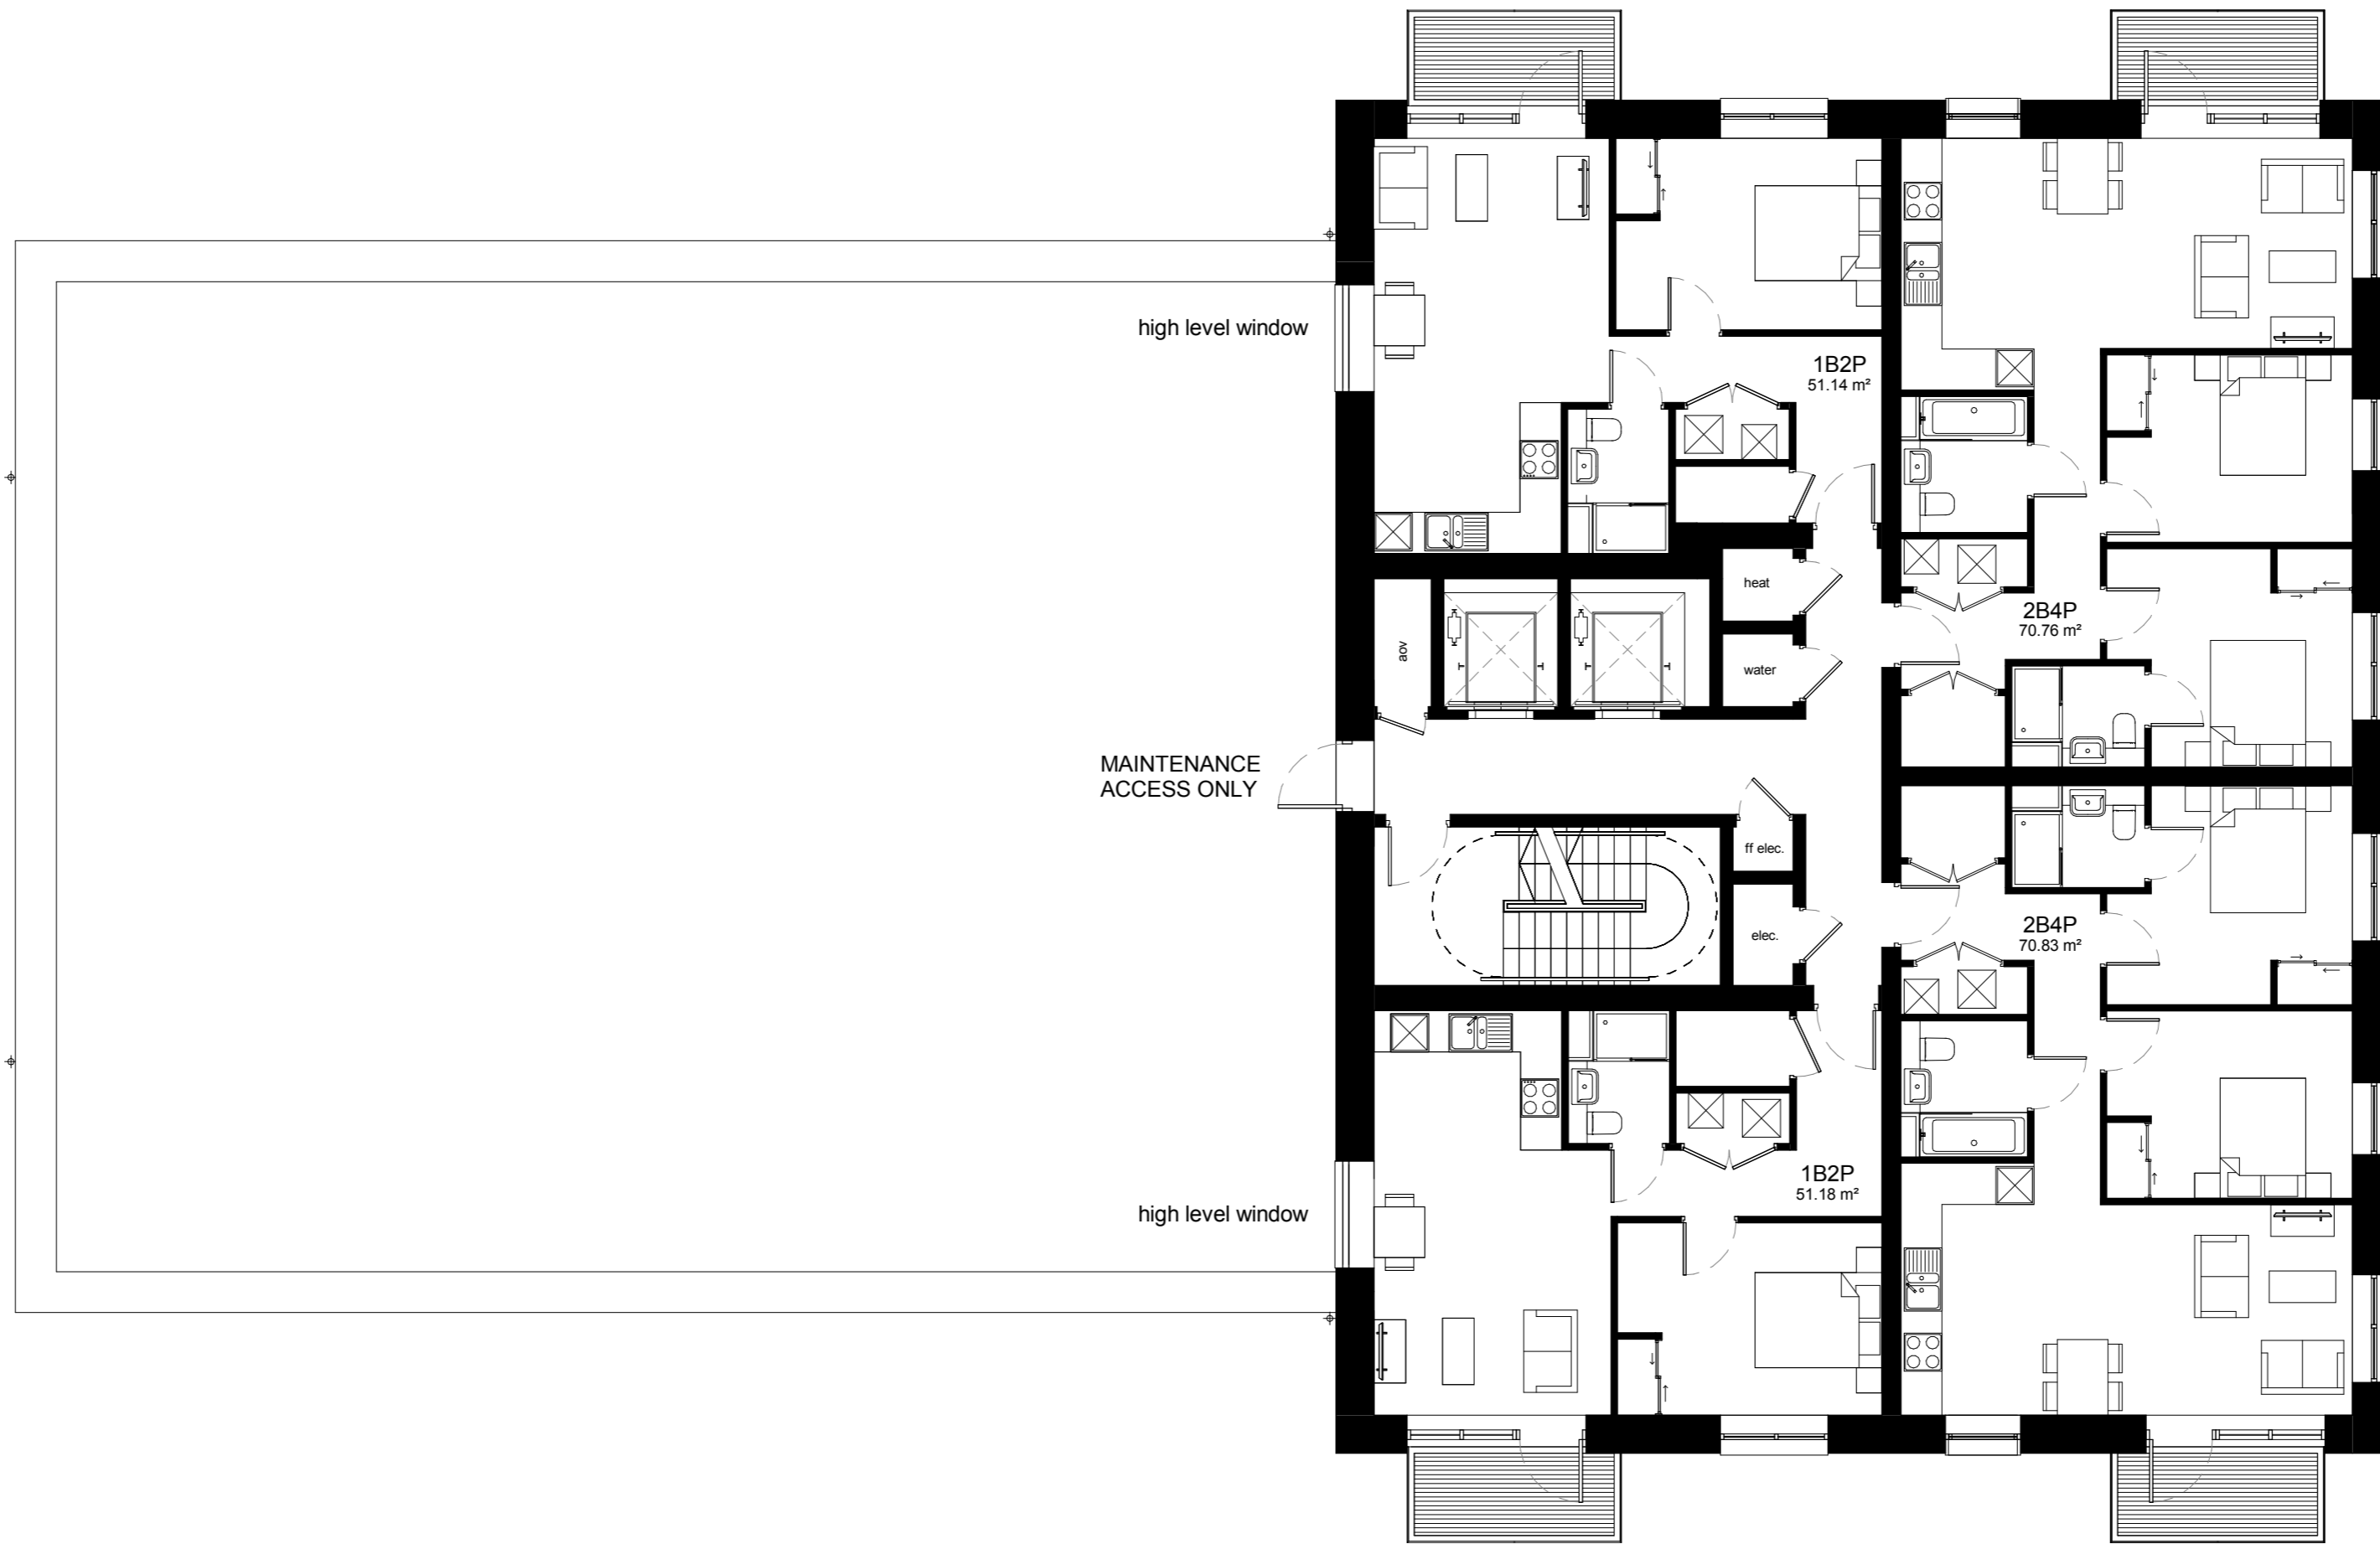 high level window
1B2P
51.14 m²
heat
2B4P
70.76 m²
aov
water
MAINTENANCE
ACCESS ONLY
ff elec.
elec.
2B4P
70.83 m²
1B2P
51.18 m²
high level window